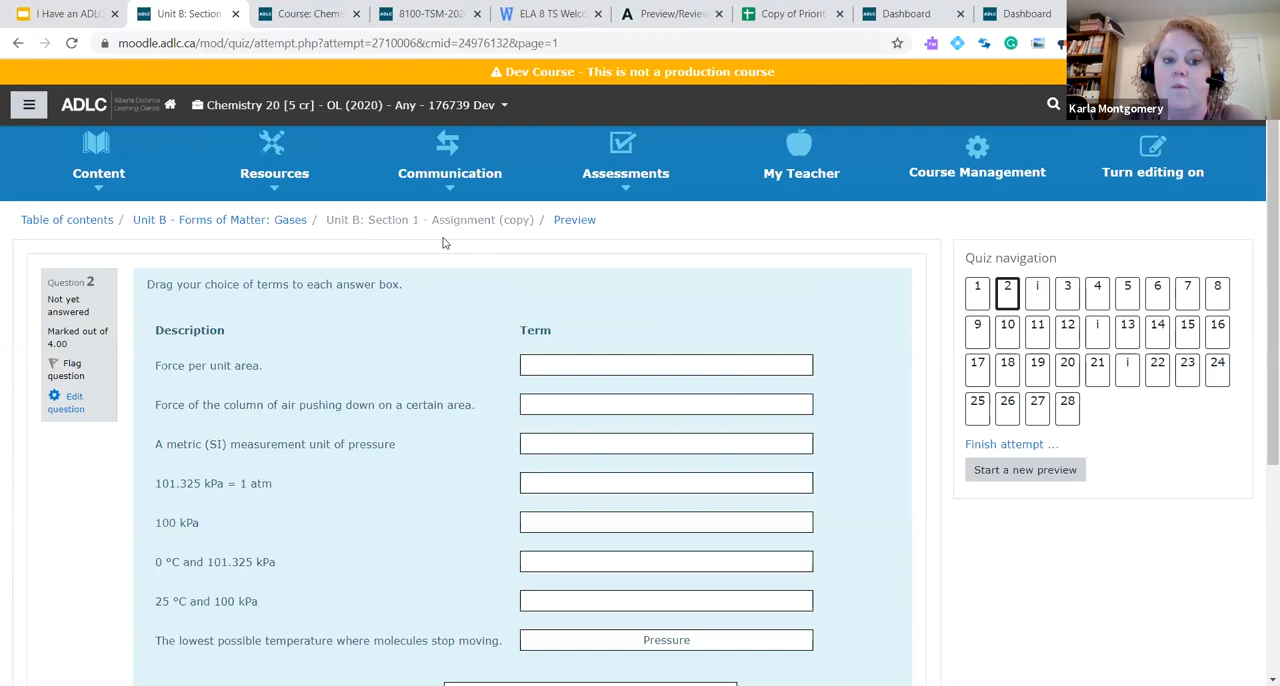 I Have an ADLC
Unit B: Section
Course: Cheme
8100-TSM-202
ELA 8 TS Welco
Preview/Review
Copy of Priorit
Dashboard
Dashboard
moodle.adlc.ca/mod/quiz/attempt.php?attempt=2710006&cmid=24976132&page=1
Dev Course - This is not a production course
ADLC Alberta Distance Learning Centre Chemistry 20 [5 cr] - OL (2020) - Any - 176739 Dev
Karla Montgomery
Content
Resources
Communication
Assessments
My Teacher
Course Management
Turn editing on
Table of contents / Unit B - Forms of Matter: Gases / Unit B: Section 1 - Assignment (copy) / Preview
Question 2
Not yet
answered
Marked out of
4.00
Flag
question
Edit
question
Drag your choice of terms to each answer box.
Description Term
Force per unit area.
Force of the column of air pushing down on a certain area.
A metric (SI) measurement unit of pressure
101.325 kPa = 1 atm
100 kPa
0 °C and 101.325 kPa
25 °C and 100 kPa
The lowest possible temperature where molecules stop moving. Pressure
Quiz navigation
1 2 i 3 4 5 6 7 8
9 10 11 12 i 13 14 15 16
17 18 19 20 21 i 22 23 24
25 26 27 28
Finish attempt ...
Start a new preview